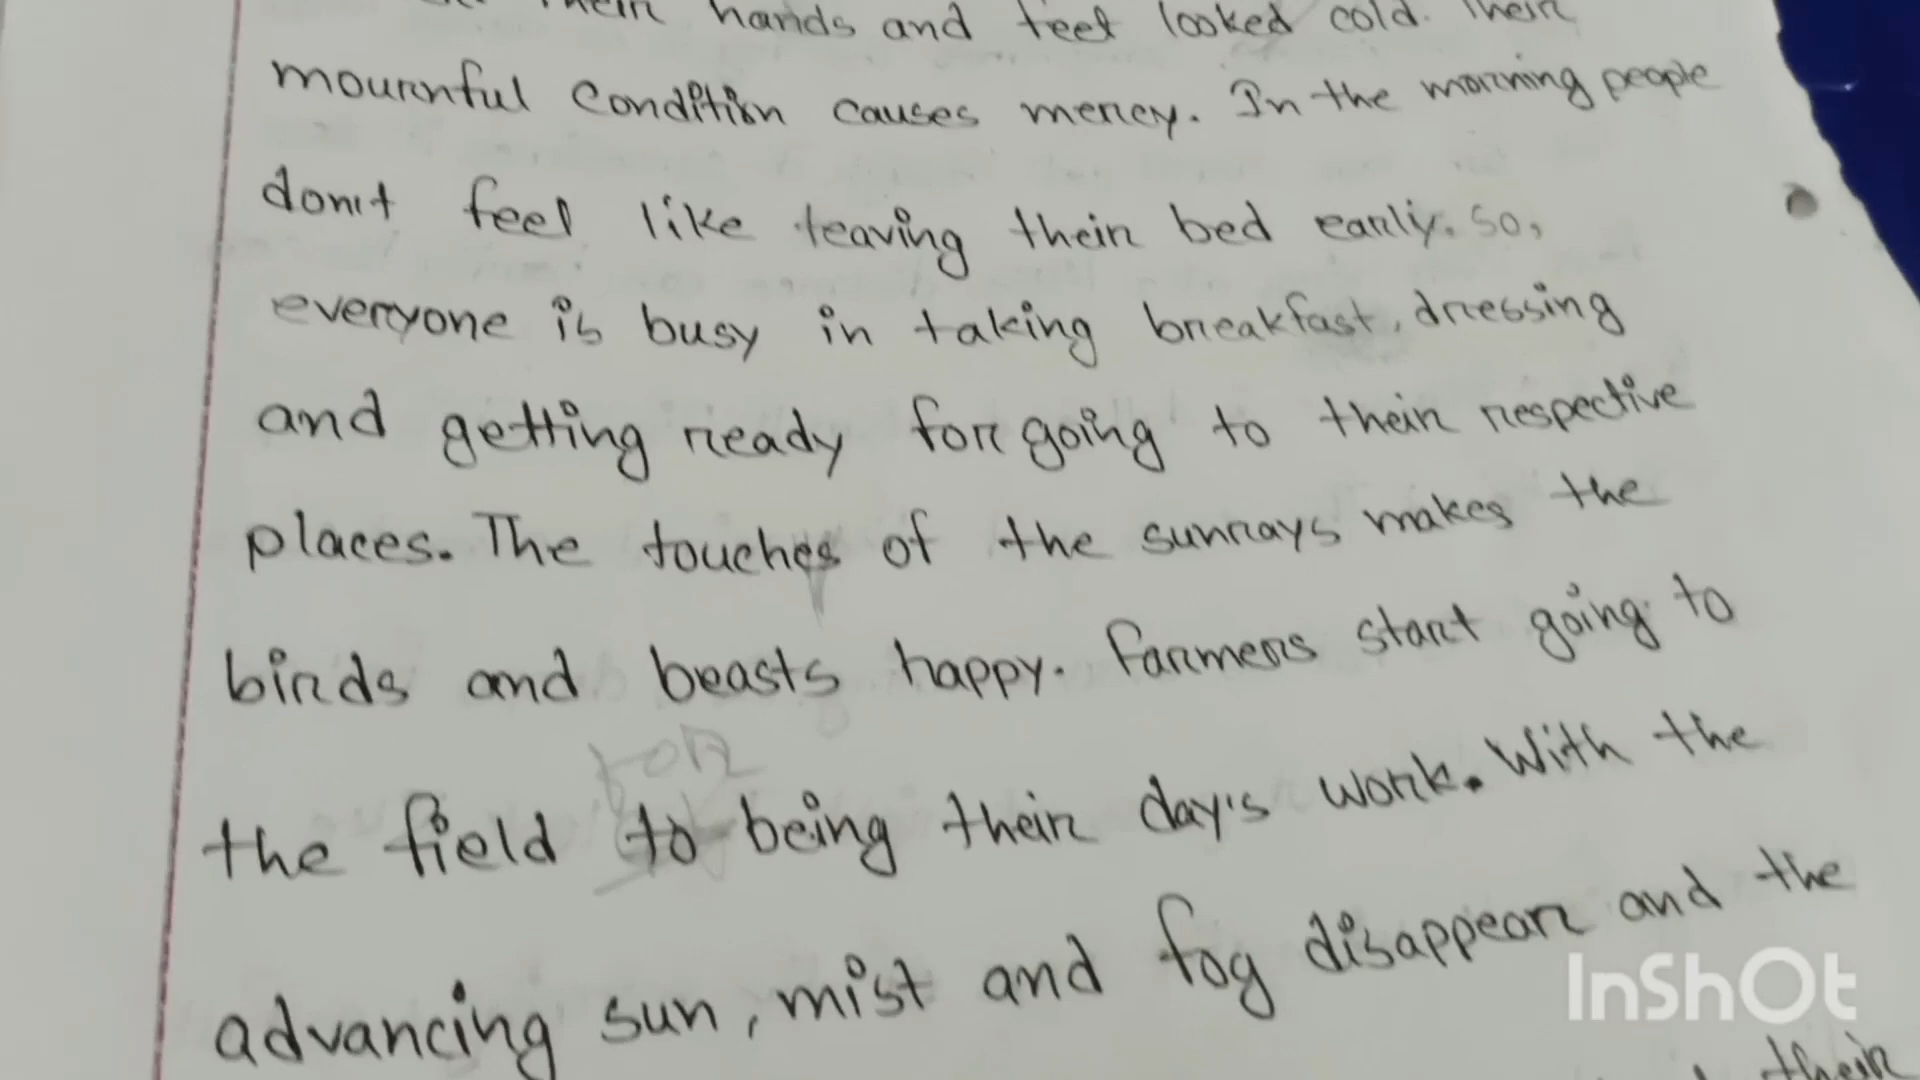 their hands and feet looked cold. Their
mournful condition causes mercy. In the morning people
don't feel like leaving their bed early. So,
everyone is busy in taking breakfast, dressing
and getting ready for going to their respective
places. The touches of the sunrays makes the
birds and beasts happy. Farmers start going to
for
the field to being their day's work. With the
advancing sun, mist and fog disappear and the
their
InShOt